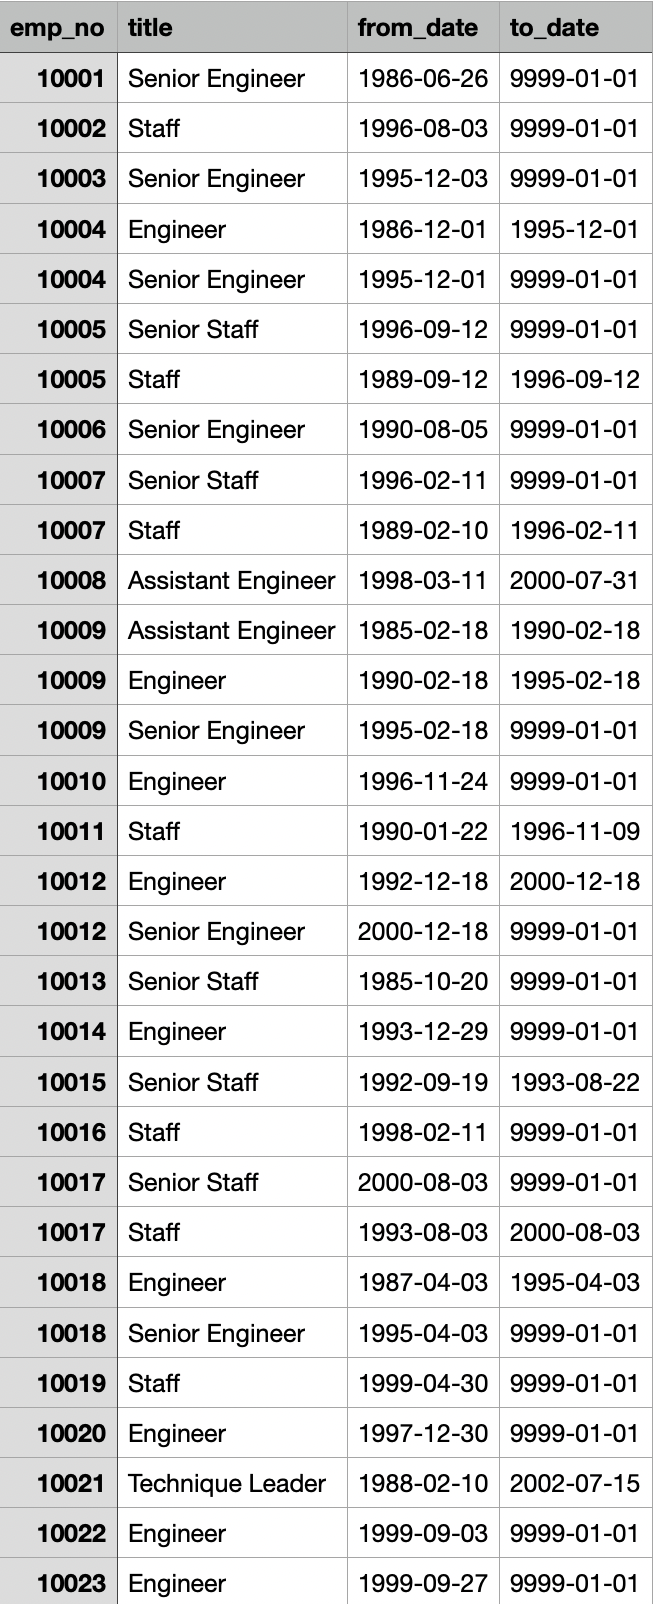 emp_no title from_date to_date
10001 Senior Engineer 1986-06-26 9999-01-01
10002 Staff 1996-08-03 9999-01-01
10003 Senior Engineer 1995-12-03 9999-01-01
10004 Engineer 1986-12-01 1995-12-01
10004 Senior Engineer 1995-12-01 9999-01-01
10005 Senior Staff 1996-09-12 9999-01-01
10005 Staff 1989-09-12 1996-09-12
10006 Senior Engineer 1990-08-05 9999-01-01
10007 Senior Staff 1996-02-11 9999-01-01
10007 Staff 1989-02-10 1996-02-11
10008 Assistant Engineer 1998-03-11 2000-07-31
10009 Assistant Engineer 1985-02-18 1990-02-18
10009 Engineer 1990-02-18 1995-02-18
10009 Senior Engineer 1995-02-18 9999-01-01
10010 Engineer 1996-11-24 9999-01-01
10011 Staff 1990-01-22 1996-11-09
10012 Engineer 1992-12-18 2000-12-18
10012 Senior Engineer 2000-12-18 9999-01-01
10013 Senior Staff 1985-10-20 9999-01-01
10014 Engineer 1993-12-29 9999-01-01
10015 Senior Staff 1992-09-19 1993-08-22
10016 Staff 1998-02-11 9999-01-01
10017 Senior Staff 2000-08-03 9999-01-01
10017 Staff 1993-08-03 2000-08-03
10018 Engineer 1987-04-03 1995-04-03
10018 Senior Engineer 1995-04-03 9999-01-01
10019 Staff 1999-04-30 9999-01-01
10020 Engineer 1997-12-30 9999-01-01
10021 Technique Leader 1988-02-10 2002-07-15
10022 Engineer 1999-09-03 9999-01-01
10023 Engineer 1999-09-27 9999-01-01